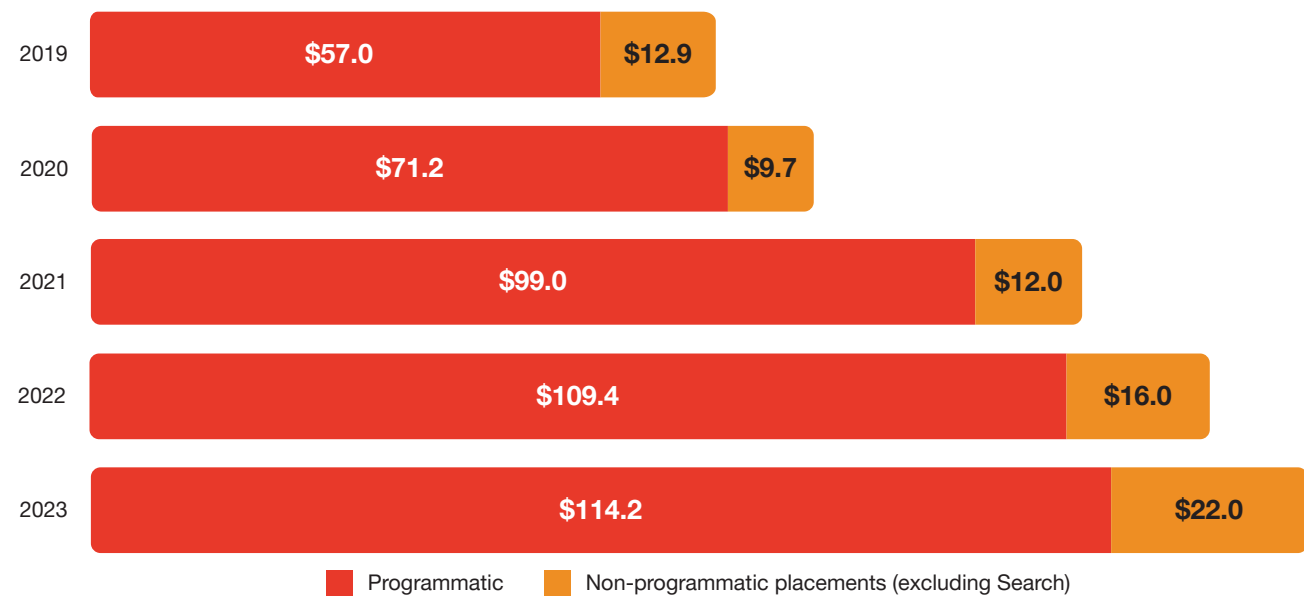 2019 $57.0 $12.9
2020 $71.2 $9.7
2021 $99.0 $12.0
2022 $109.4 $16.0
2023 $114.2 $22.0
Programmatic Non-programmatic placements (excluding Search)